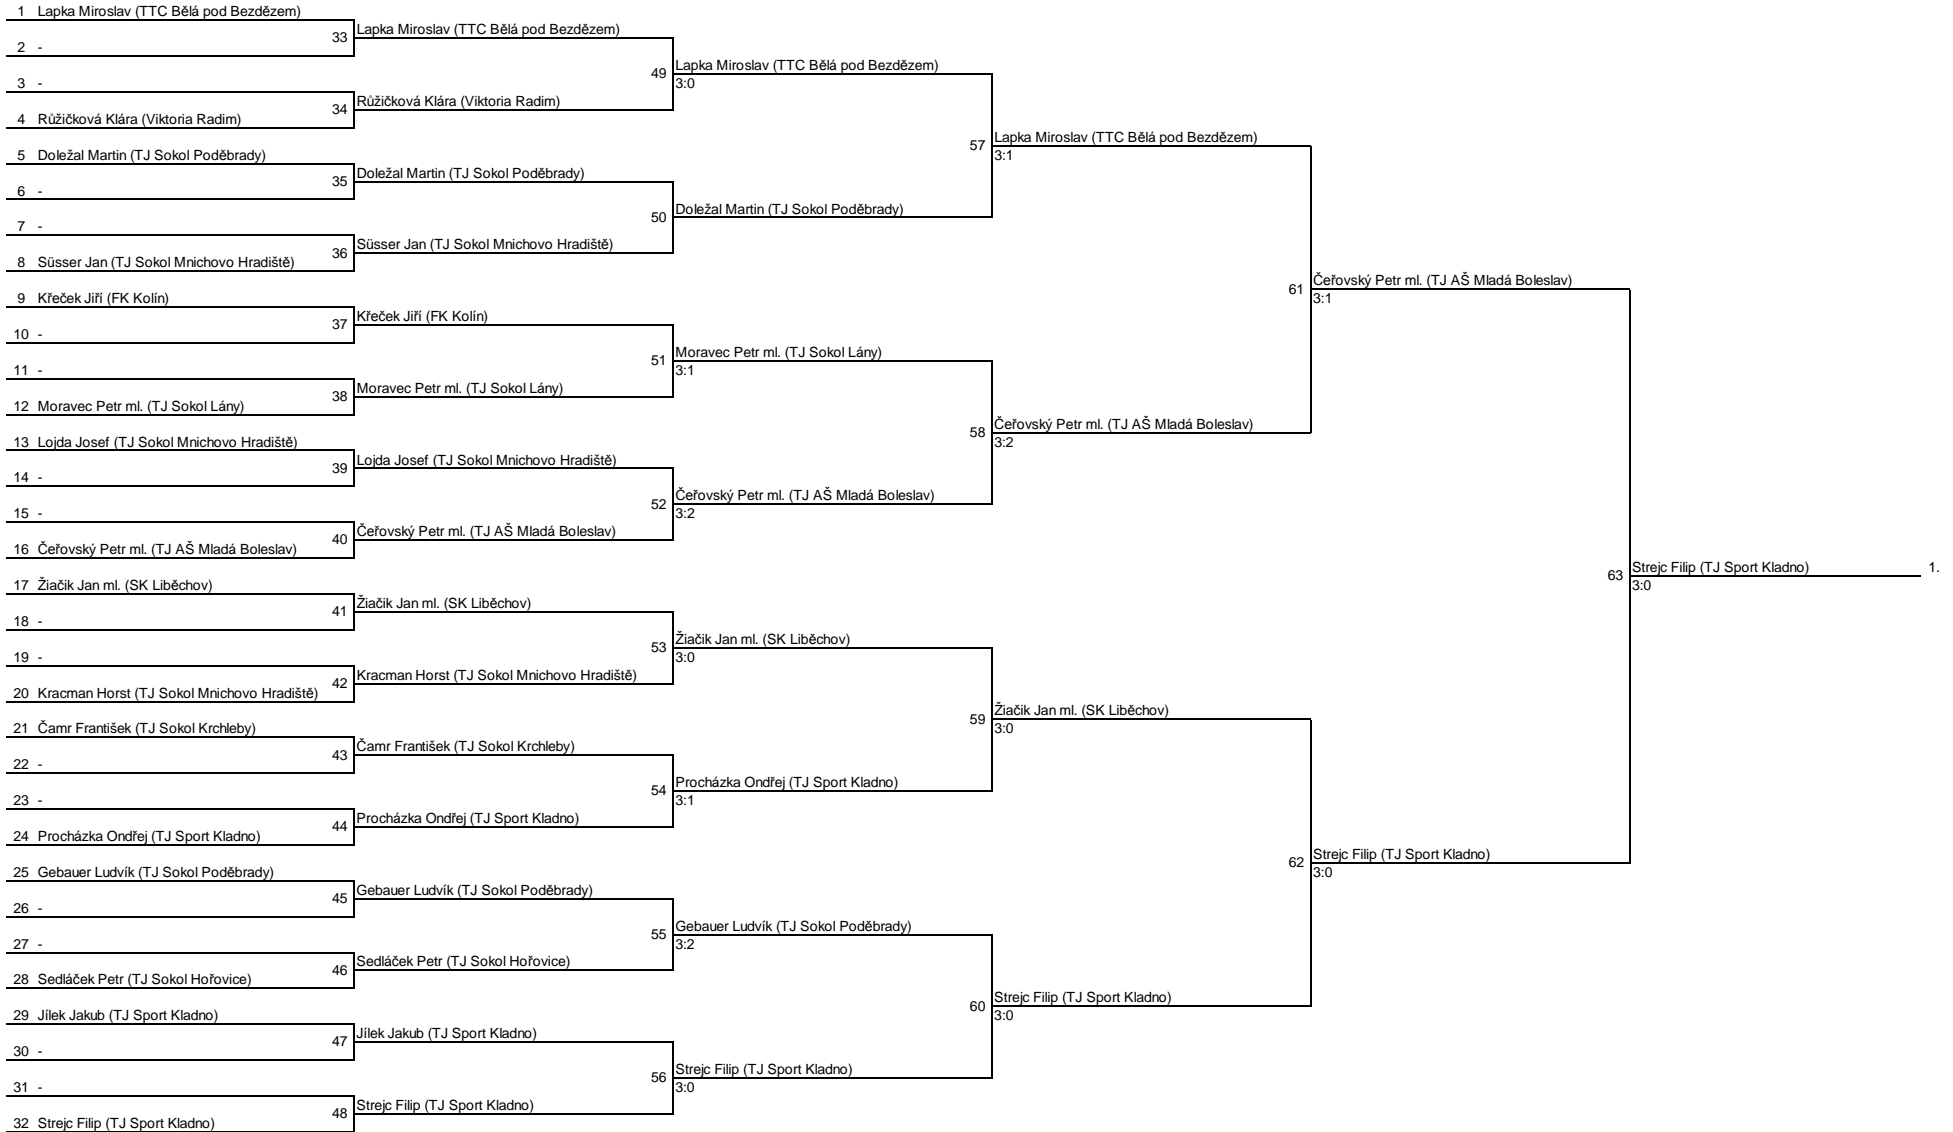 1 Lapka Miroslav (TTC Bělá pod Bezdězem)
2 -
3 -
4 Růžičková Klára (Viktoria Radim)
5 Doležal Martin (TJ Sokol Poděbrady)
6 -
7 -
8 Süsser Jan (TJ Sokol Mnichovo Hradiště)
9 Křeček Jiří (FK Kolín)
10 -
11 -
12 Moravec Petr ml. (TJ Sokol Lány)
13 Lojda Josef (TJ Sokol Mnichovo Hradiště)
14 -
15 -
16 Čeřovský Petr ml. (TJ AŠ Mladá Boleslav)
17 Žiačik Jan ml. (SK Liběchov)
18 -
19 -
20 Kracman Horst (TJ Sokol Mnichovo Hradiště)
21 Čamr František (TJ Sokol Krchleby)
22 -
23 -
24 Procházka Ondřej (TJ Sport Kladno)
25 Gebauer Ludvík (TJ Sokol Poděbrady)
26 -
27 -
28 Sedláček Petr (TJ Sokol Hořovice)
29 Jílek Jakub (TJ Sport Kladno)
30 -
31 -
32 Strejc Filip (TJ Sport Kladno)
33 Lapka Miroslav (TTC Bělá pod Bezdězem)
34 Růžičková Klára (Viktoria Radim)
35 Doležal Martin (TJ Sokol Poděbrady)
36 Süsser Jan (TJ Sokol Mnichovo Hradiště)
37 Křeček Jiří (FK Kolín)
38 Moravec Petr ml. (TJ Sokol Lány)
39 Lojda Josef (TJ Sokol Mnichovo Hradiště)
40 Čeřovský Petr ml. (TJ AŠ Mladá Boleslav)
41 Žiačik Jan ml. (SK Liběchov)
42 Kracman Horst (TJ Sokol Mnichovo Hradiště)
43 Čamr František (TJ Sokol Krchleby)
44 Procházka Ondřej (TJ Sport Kladno)
45 Gebauer Ludvík (TJ Sokol Poděbrady)
46 Sedláček Petr (TJ Sokol Hořovice)
47 Jílek Jakub (TJ Sport Kladno)
48 Strejc Filip (TJ Sport Kladno)
49 Lapka Miroslav (TTC Bělá pod Bezdězem)
3:0
50 Doležal Martin (TJ Sokol Poděbrady)
51 Moravec Petr ml. (TJ Sokol Lány)
3:1
52 Čeřovský Petr ml. (TJ AŠ Mladá Boleslav)
3:2
53 Žiačik Jan ml. (SK Liběchov)
3:0
54 Procházka Ondřej (TJ Sport Kladno)
3:1
55 Gebauer Ludvík (TJ Sokol Poděbrady)
3:2
56 Strejc Filip (TJ Sport Kladno)
3:0
57 Lapka Miroslav (TTC Bělá pod Bezdězem)
3:1
58 Čeřovský Petr ml. (TJ AŠ Mladá Boleslav)
3:2
59 Žiačik Jan ml. (SK Liběchov)
3:0
60 Strejc Filip (TJ Sport Kladno)
3:0
61 Čeřovský Petr ml. (TJ AŠ Mladá Boleslav)
3:1
62 Strejc Filip (TJ Sport Kladno)
3:0
63 Strejc Filip (TJ Sport Kladno) 1.
3:0